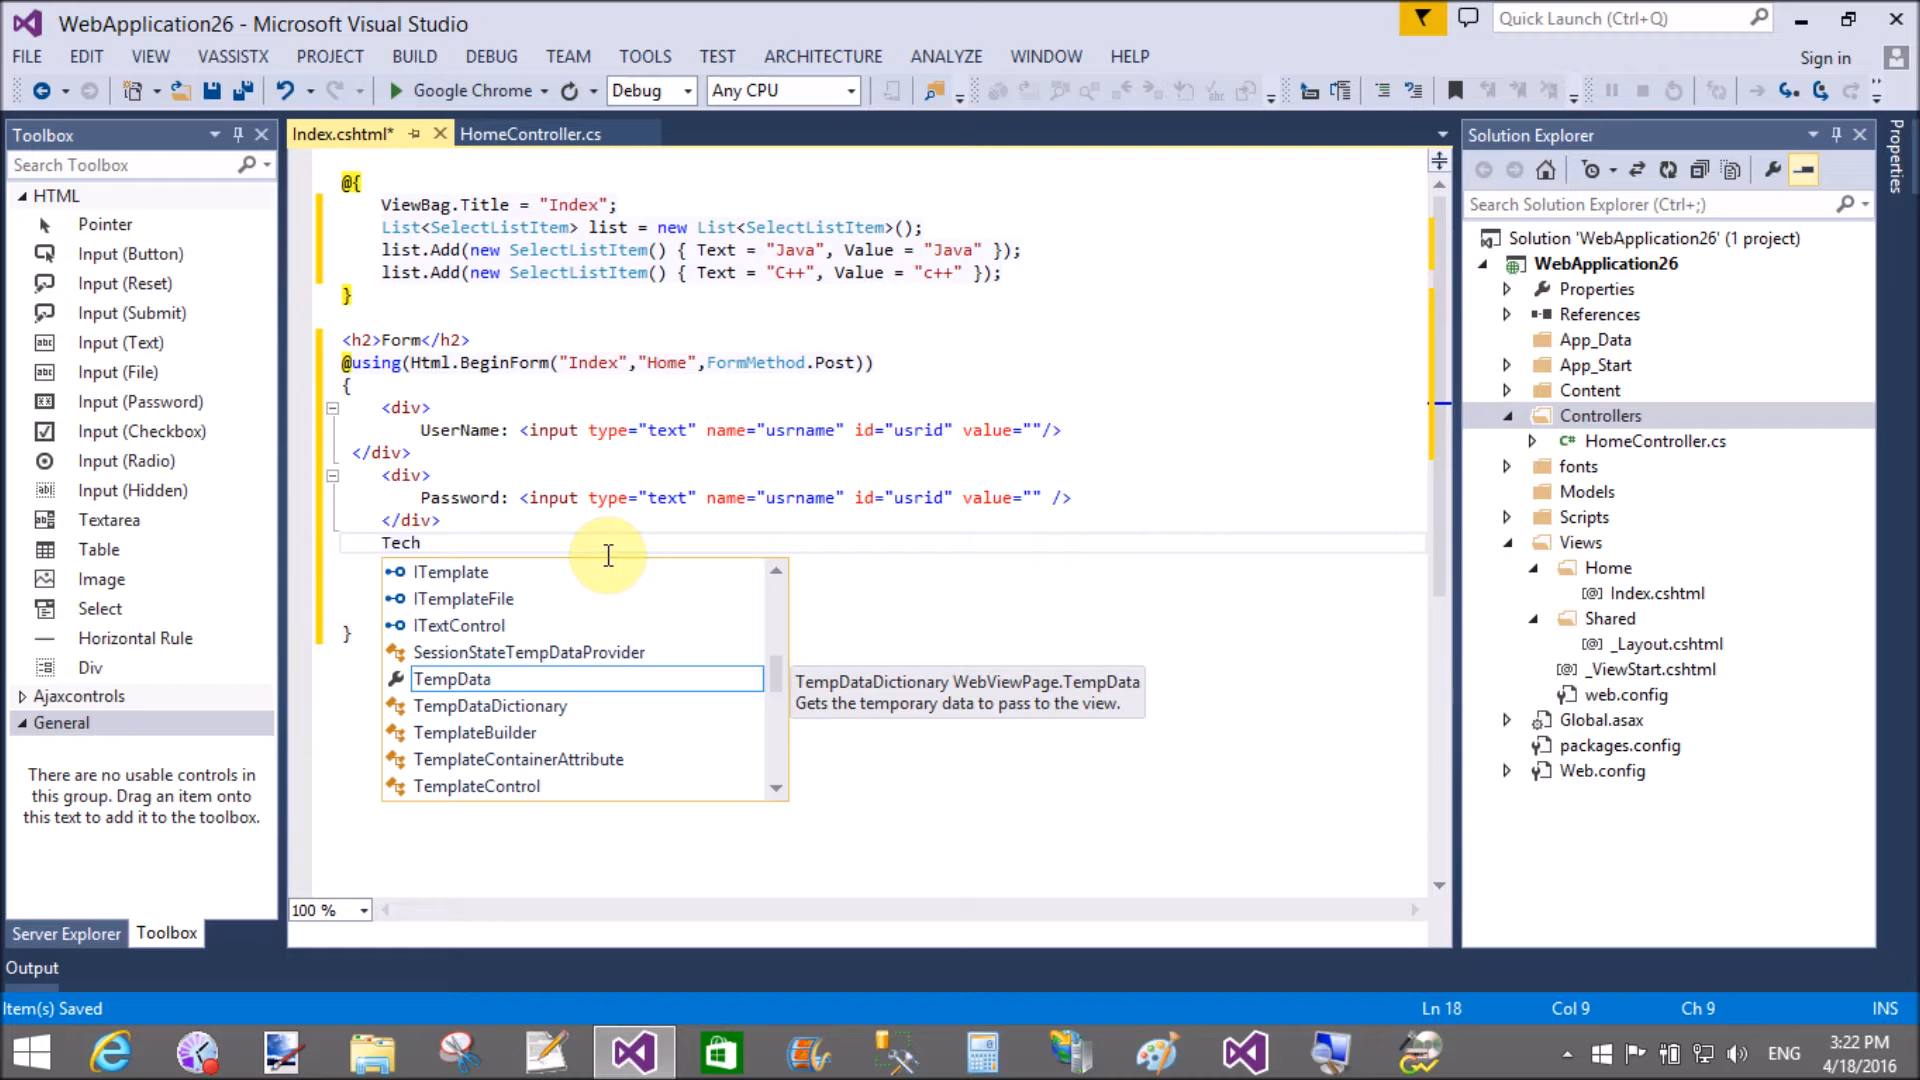 WebApplication26 - Microsoft Visual Studio
Quick Launch (Ctrl+Q)
FILE EDIT VIEW VASSISTX PROJECT BUILD DEBUG TEAM TOOLS TEST ARCHITECTURE ANALYZE WINDOW HELP
Sign in
Google Chrome Debug Any CPU
Toolbox
Search Toolbox
HTML
Pointer
Input (Button)
Input (Reset)
Input (Submit)
Input (Text)
Input (File)
Input (Password)
Input (Checkbox)
Input (Radio)
Input (Hidden)
Textarea
Table
Image
Select
Horizontal Rule
Div
Ajaxcontrols
General
There are no usable controls in
this group. Drag an item onto
this text to add it to the toolbox.
Server Explorer Toolbox
Index.cshtml* HomeController.cs
@{
ViewBag.Title = "Index";
List<SelectListItem> list = new List<SelectListItem>();
list.Add(new SelectListItem() { Text = "Java", Value = "Java" });
list.Add(new SelectListItem() { Text = "C++", Value = "c++" });
}
<h2>Form</h2>
@using(Html.BeginForm("Index","Home",FormMethod.Post))
{
<div>
UserName: <input type="text" name="usrname" id="usrid" value=""/>
</div>
<div>
Password: <input type="text" name="usrname" id="usrid" value="" />
</div>
Tech
ITemplate
ITemplateFile
ITextControl
SessionStateTempDataProvider
TempData
TempDataDictionary
TemplateBuilder
TemplateContainerAttribute
TemplateControl
TempDataDictionary WebViewPage.TempData
Gets the temporary data to pass to the view.
}
100 %
Solution Explorer
Search Solution Explorer (Ctrl+;)
Solution 'WebApplication26' (1 project)
WebApplication26
Properties
References
App_Data
App_Start
Content
Controllers
C# HomeController.cs
fonts
Models
Scripts
Views
Home
[@] Index.cshtml
Shared
[@] _Layout.cshtml
[@] _ViewStart.cshtml
web.config
Global.asax
packages.config
Web.config
Properties
Output
Item(s) Saved
Ln 18 Col 9 Ch 9 INS
ENG
3:22 PM
4/18/2016